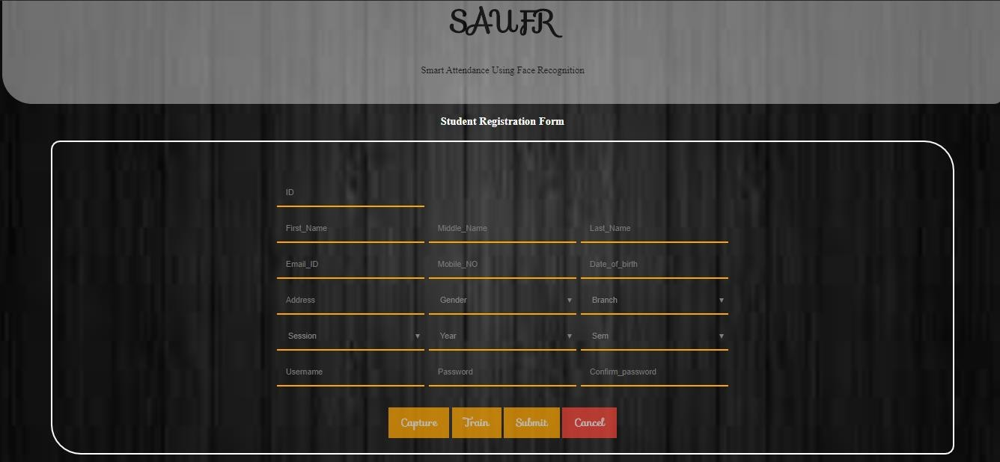 SAUFR
Smart Attendance Using Face Recognition
Student Registration Form
ID
First_Name Middle_Name Last_Name
Email_ID Mobile_NO Date_of_birth
Address Gender Branch
Session Year Sem
Username Password Confirm_password
Capture Train Submit Cancel